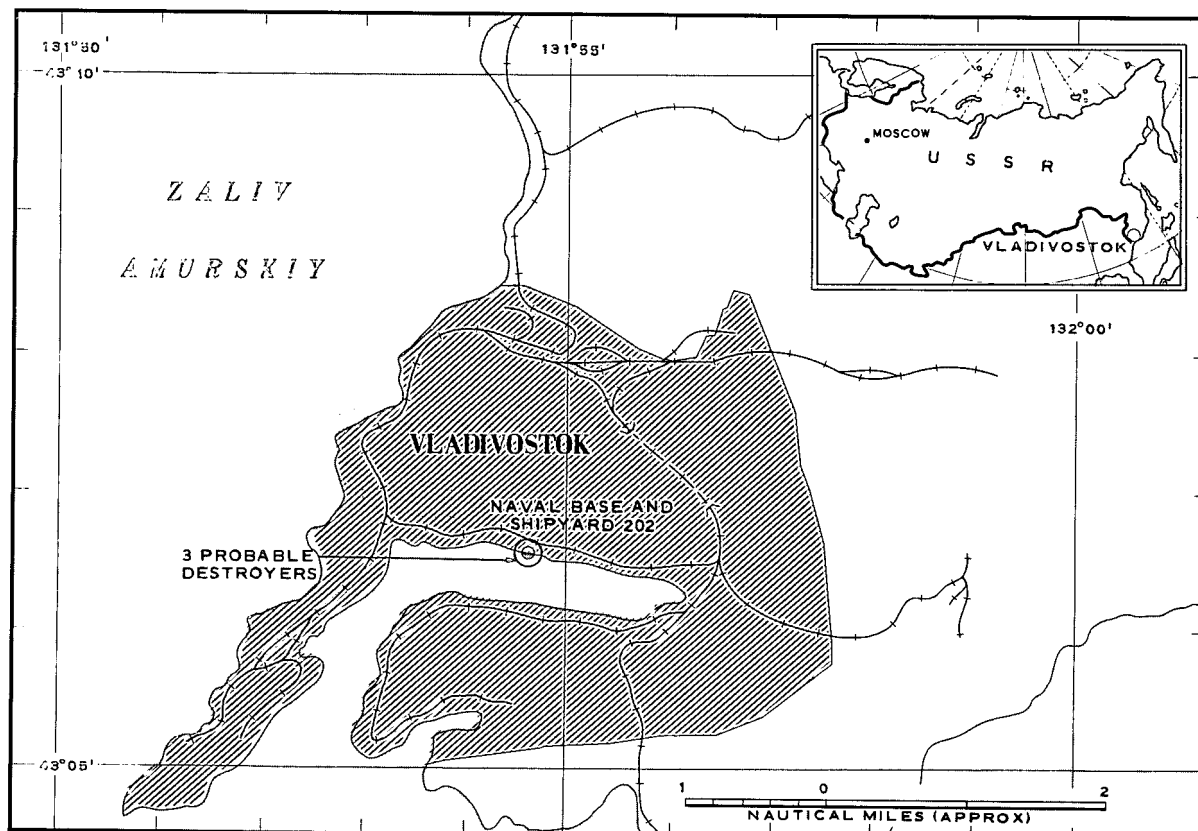 131°50'
131°55'
43°10'
MOSCOW
U S S R
VLADIVOSTOK
ZALIV
AMURSKIY
132°00'
VLADIVOSTOK
NAVAL BASE AND
SHIPYARD 202
3 PROBABLE
DESTROYERS
43°05'
1 0 2
NAUTICAL MILES (APPROX)